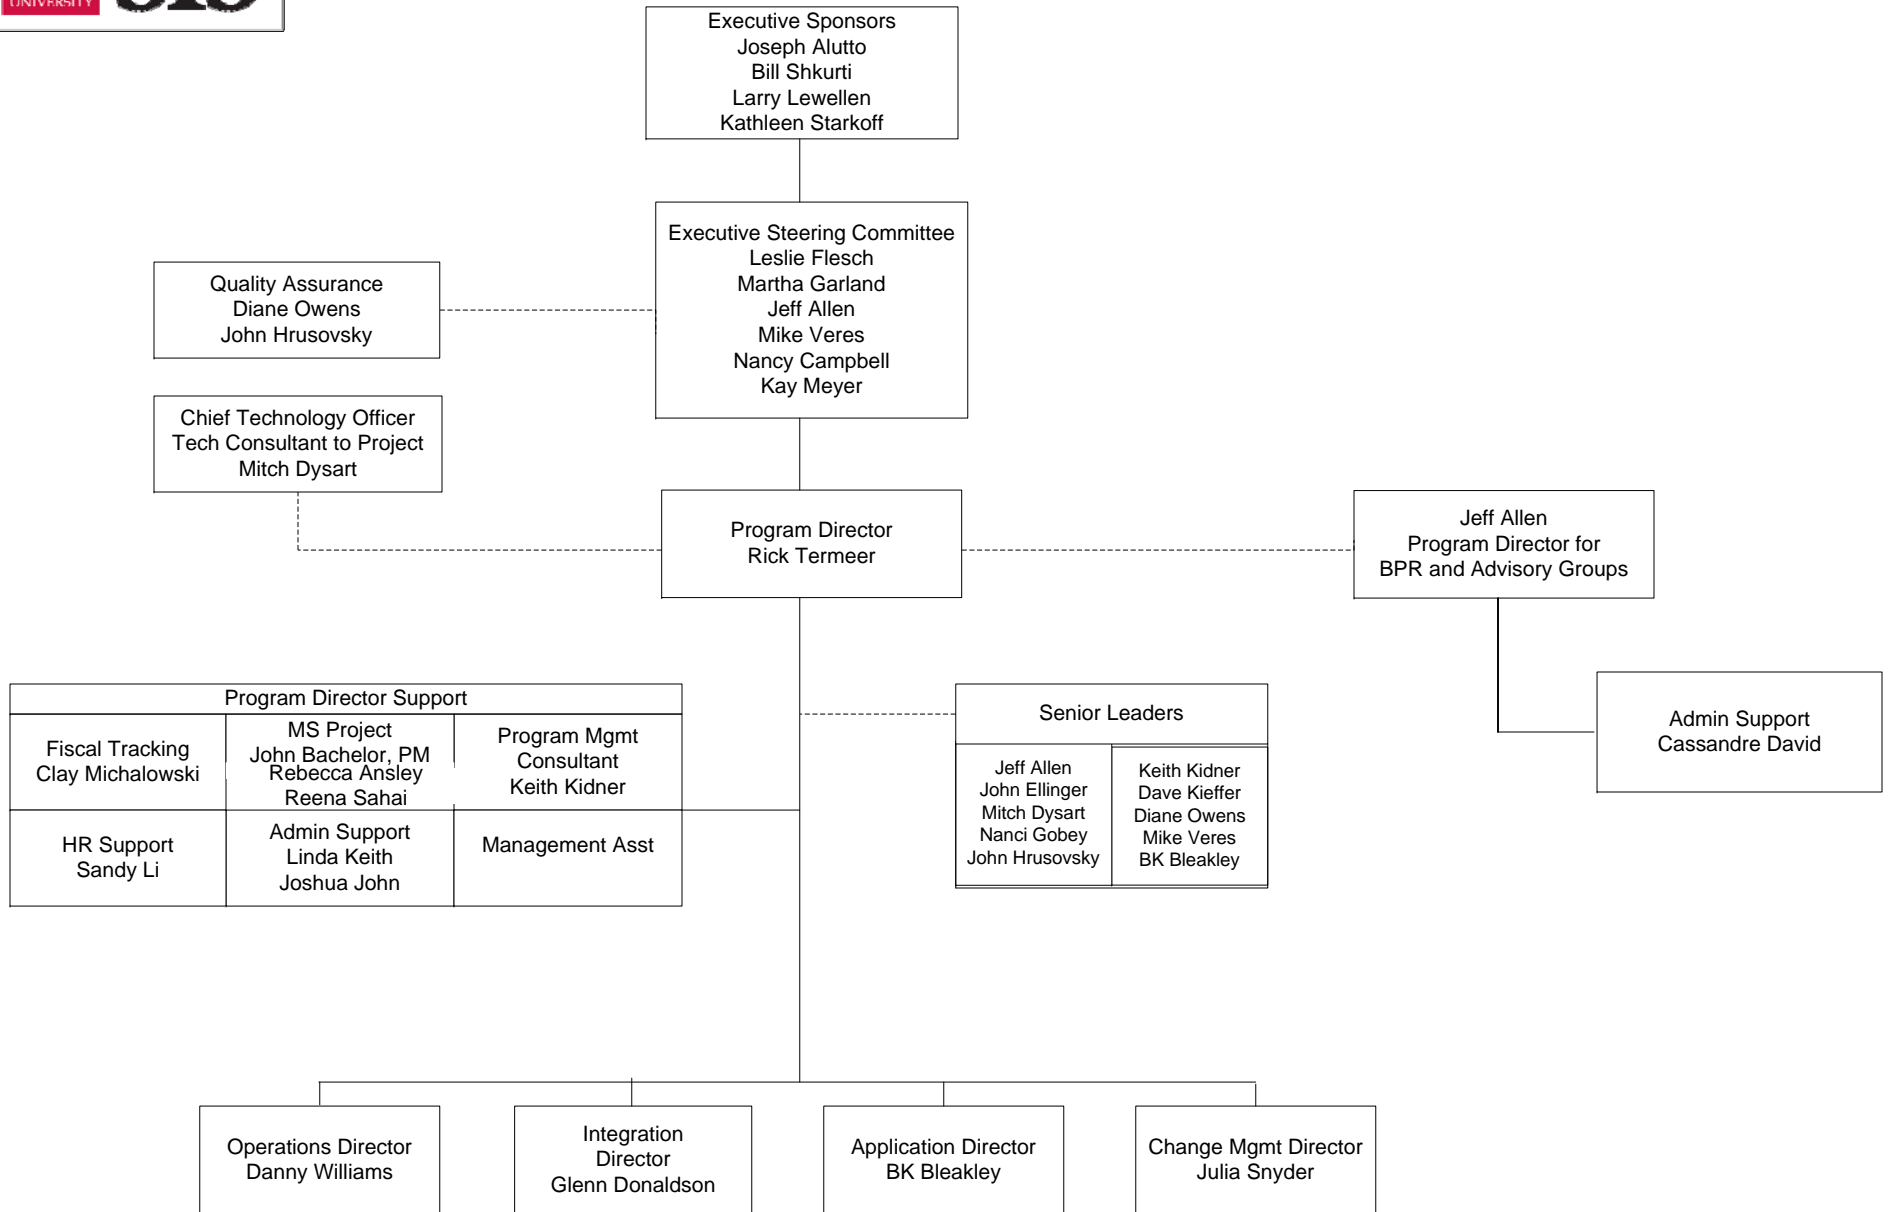 UNIVERSITY
Executive Sponsors
Joseph Alutto
Bill Shkurti
Larry Lewellen
Kathleen Starkoff
Executive Steering Committee
Leslie Flesch
Martha Garland
Jeff Allen
Mike Veres
Nancy Campbell
Kay Meyer
Quality Assurance
Diane Owens
John Hrusovsky
Chief Technology Officer
Tech Consultant to Project
Mitch Dysart
Program Director
Rick Termeer
Jeff Allen
Program Director for
BPR and Advisory Groups
Admin Support
Cassandre David
Program Director Support
Fiscal Tracking
Clay Michalowski
MS Project
John Bachelor, PM
Rebecca Ansley
Reena Sahai
Program Mgmt
Consultant
Keith Kidner
HR Support
Sandy Li
Admin Support
Linda Keith
Joshua John
Management Asst
Senior Leaders
Jeff Allen
John Ellinger
Mitch Dysart
Nanci Gobey
John Hrusovsky
Keith Kidner
Dave Kieffer
Diane Owens
Mike Veres
BK Bleakley
Operations Director
Danny Williams
Integration
Director
Glenn Donaldson
Application Director
BK Bleakley
Change Mgmt Director
Julia Snyder